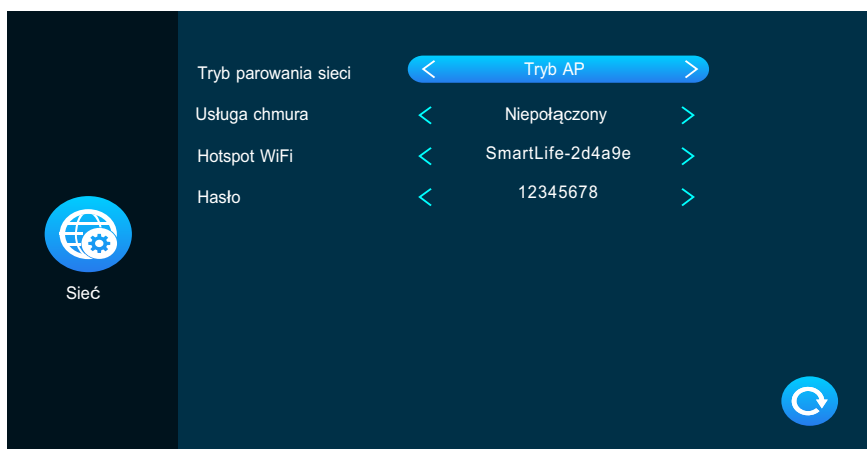 Tryb parowania sieci Tryb AP
Usługa chmura Niepołączony
Hotspot WiFi SmartLife-2d4a9e
Hasło 12345678
Sieć